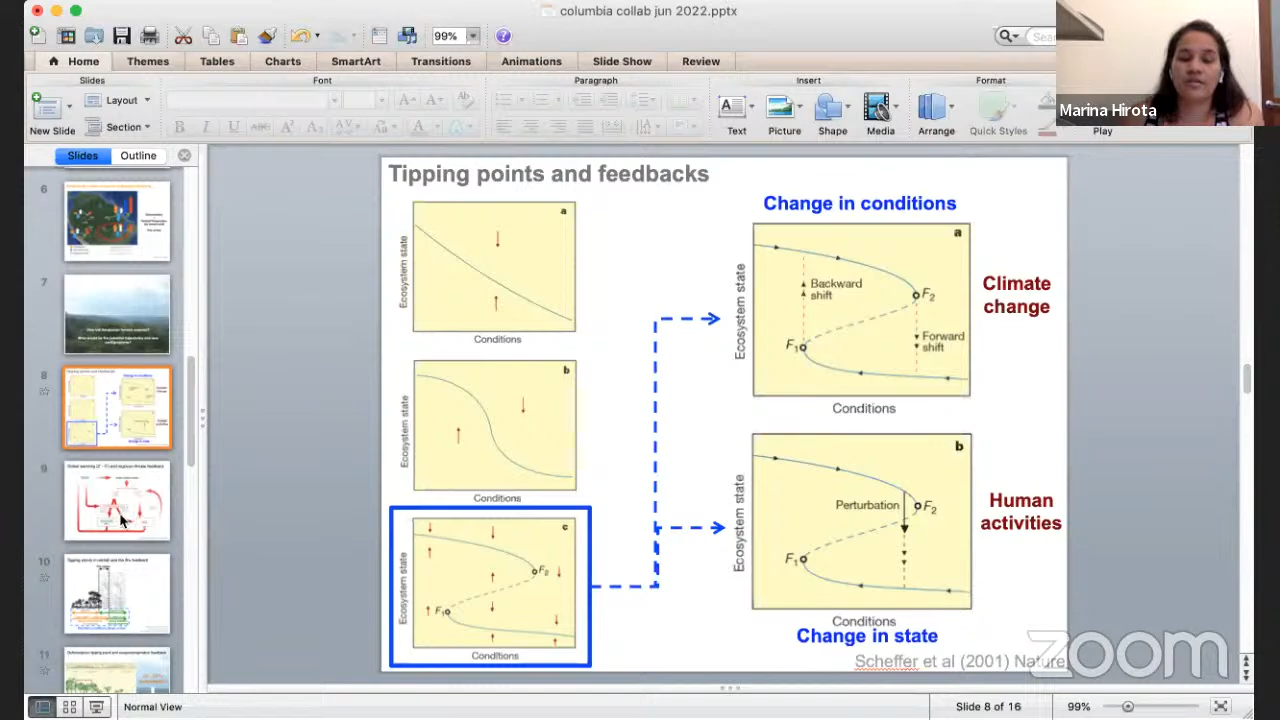 columbia collab jun 2022.pptx
99%
Home
Themes
Tables
Charts
SmartArt
Transitions
Animations
Slide Show
Review
Slides
Font
Paragraph
Insert
Format
New Slide
Layout
Section
Text
Picture
Shape
Media
Arrange
Quick Styles
Play
Marina Hirota
Slides
Outline
6
7
8
9
10
11
Tipping points and feedbacks
a
Ecosystem state
Conditions
b
Ecosystem state
Conditions
c
F2
F1
Ecosystem state
Conditions
Change in conditions
a
Backward
shift
F2
Forward
shift
F1
Ecosystem state
Conditions
Climate
change
b
Perturbation
F2
F1
Ecosystem state
Conditions
Human
activities
Change in state
Scheffer et al (2001) Nature
zoom
Normal View
Slide 8 of 16
99%